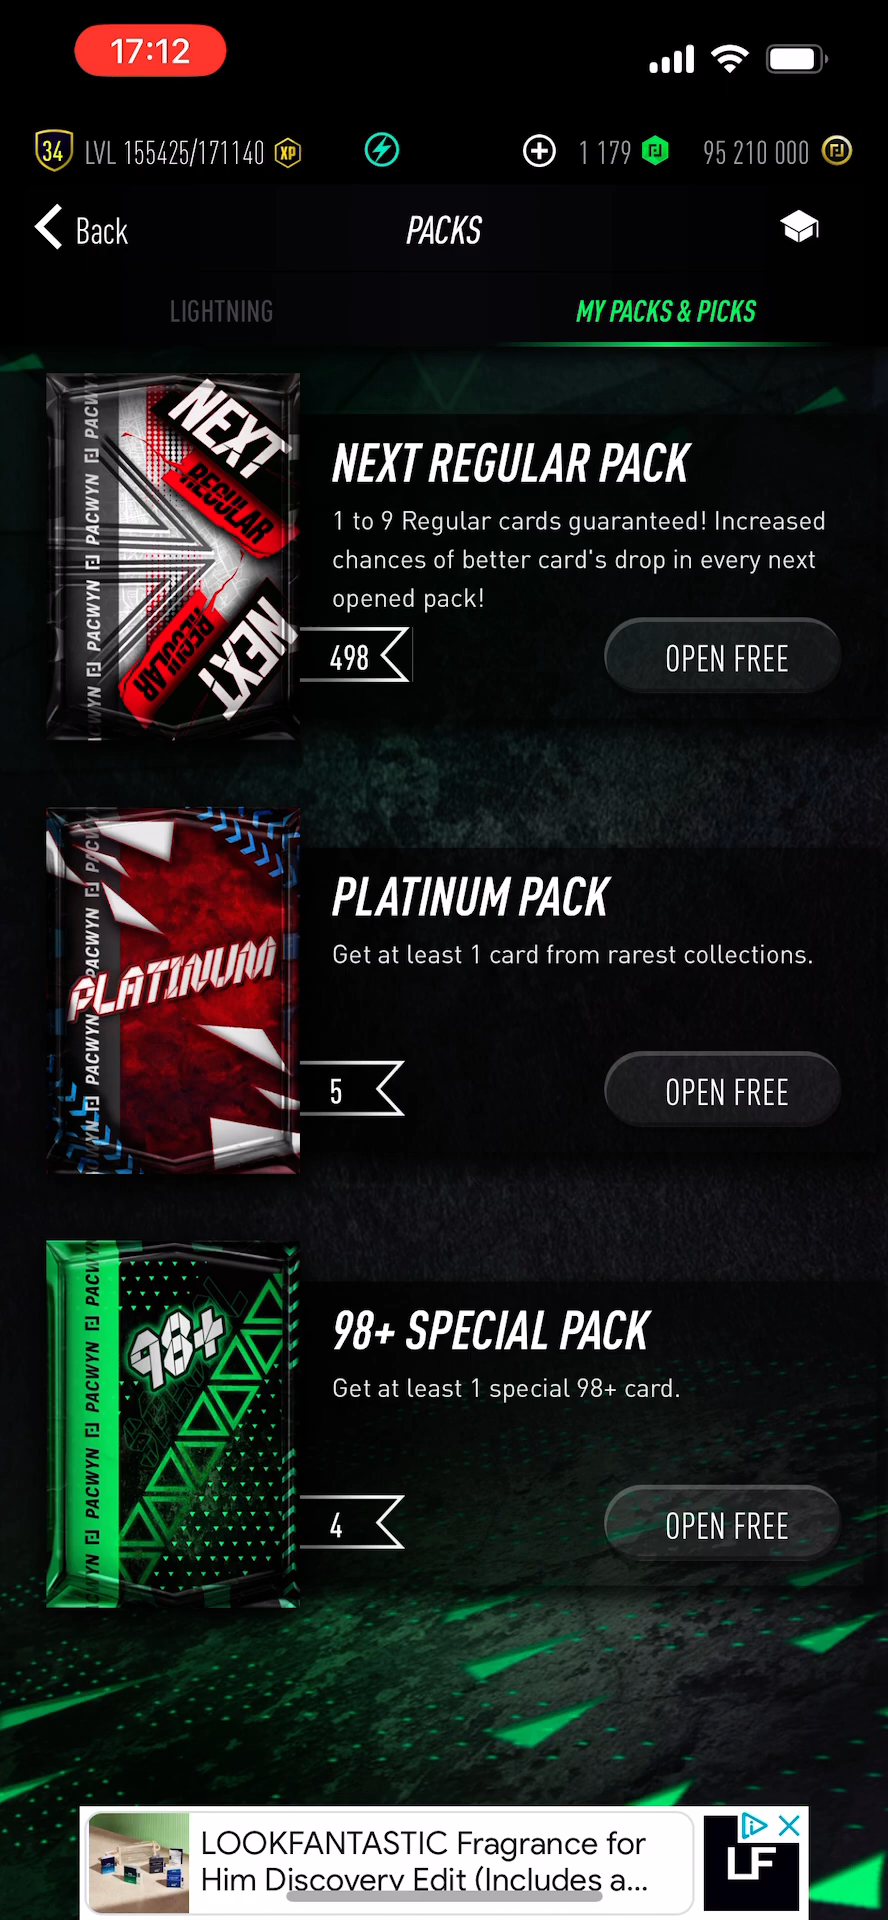 17:12
34 LVL 155425/171140 XP 1 179 95 210 000
Back PACKS
LIGHTNING MY PACKS & PICKS
PACWYN PACWYN PACWYN
NEXT REGULAR
NEXT REGULAR
NEXT REGULAR PACK
1 to 9 Regular cards guaranteed! Increased
chances of better card's drop in every next
opened pack!
498 OPEN FREE
PACWYN PACWYN PACWYN
PLATINUM
PLATINUM PACK
Get at least 1 card from rarest collections.
5 OPEN FREE
PACWYN PACWYN PACWYN
98+
98+ SPECIAL PACK
Get at least 1 special 98+ card.
4 OPEN FREE
LOOKFANTASTIC Fragrance for
Him Discovery Edit (Includes a...
LF